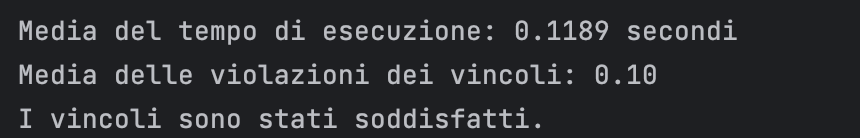 Media del tempo di esecuzione: 0.1189 secondi
Media delle violazioni dei vincoli: 0.10
I vincoli sono stati soddisfatti.